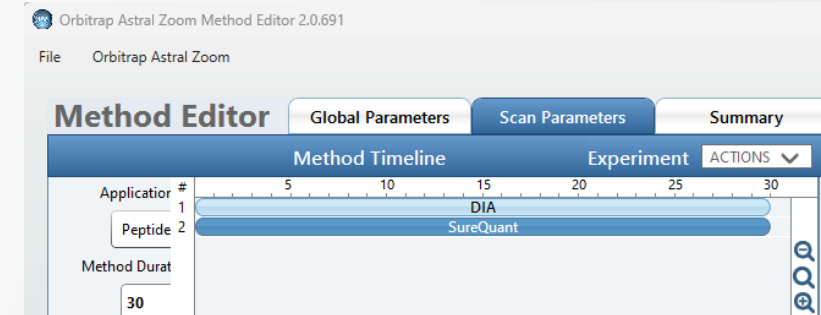 Orbitrap Astral Zoom Method Editor 2.0.691
File Orbitrap Astral Zoom
Method Editor Global Parameters Scan Parameters Summary
Method Timeline Experiment ACTIONS
Application # 5 10 15 20 25 30
1 DIA
Peptide 2 SureQuant
Method Durat
30